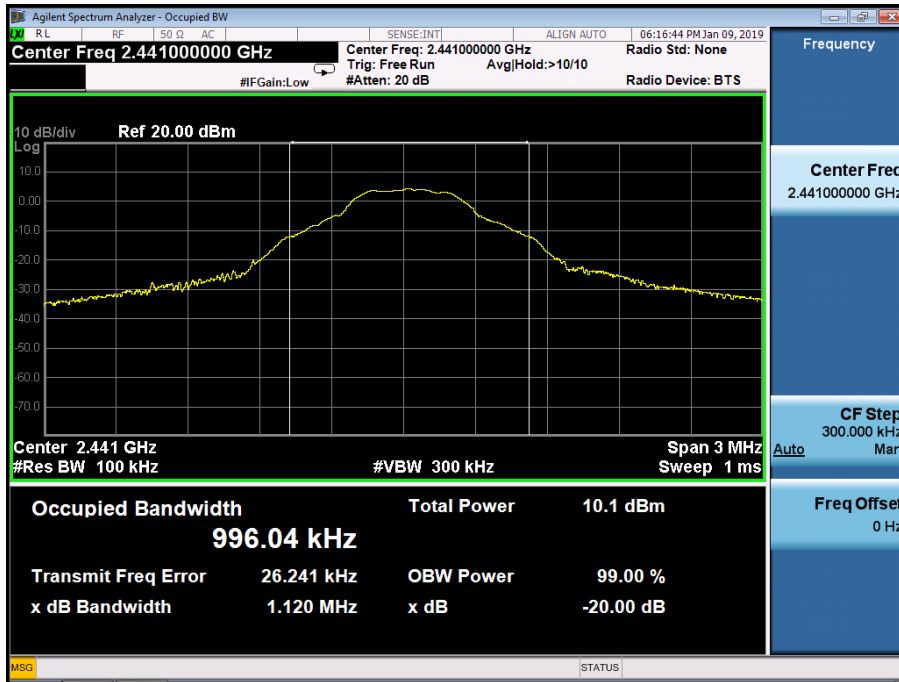 Agilent Spectrum Analyzer - Occupied BW
LXI RL RF 50 Ω AC SENSE:INT ALIGN AUTO 06:16:44 PM Jan 09, 2019
Center Freq 2.441000000 GHz
Center Freq: 2.441000000 GHz
Radio Std: None
Trig: Free Run Avg|Hold:>10/10
#IFGain:Low
#Atten: 20 dB
Radio Device: BTS
Frequency
10 dB/div Ref 20.00 dBm
Log
10.0
0.00
-10.0
-20.0
-30.0
-40.0
-50.0
-60.0
-70.0
Center 2.441 GHz Span 3 MHz
#Res BW 100 kHz #VBW 300 kHz Sweep 1 ms
Center Freq
2.441000000 GHz
CF Step
300.000 kHz
Auto Man
Freq Offset
0 Hz
Occupied Bandwidth Total Power 10.1 dBm
996.04 kHz
Transmit Freq Error 26.241 kHz OBW Power 99.00 %
x dB Bandwidth 1.120 MHz x dB -20.00 dB
MSG STATUS